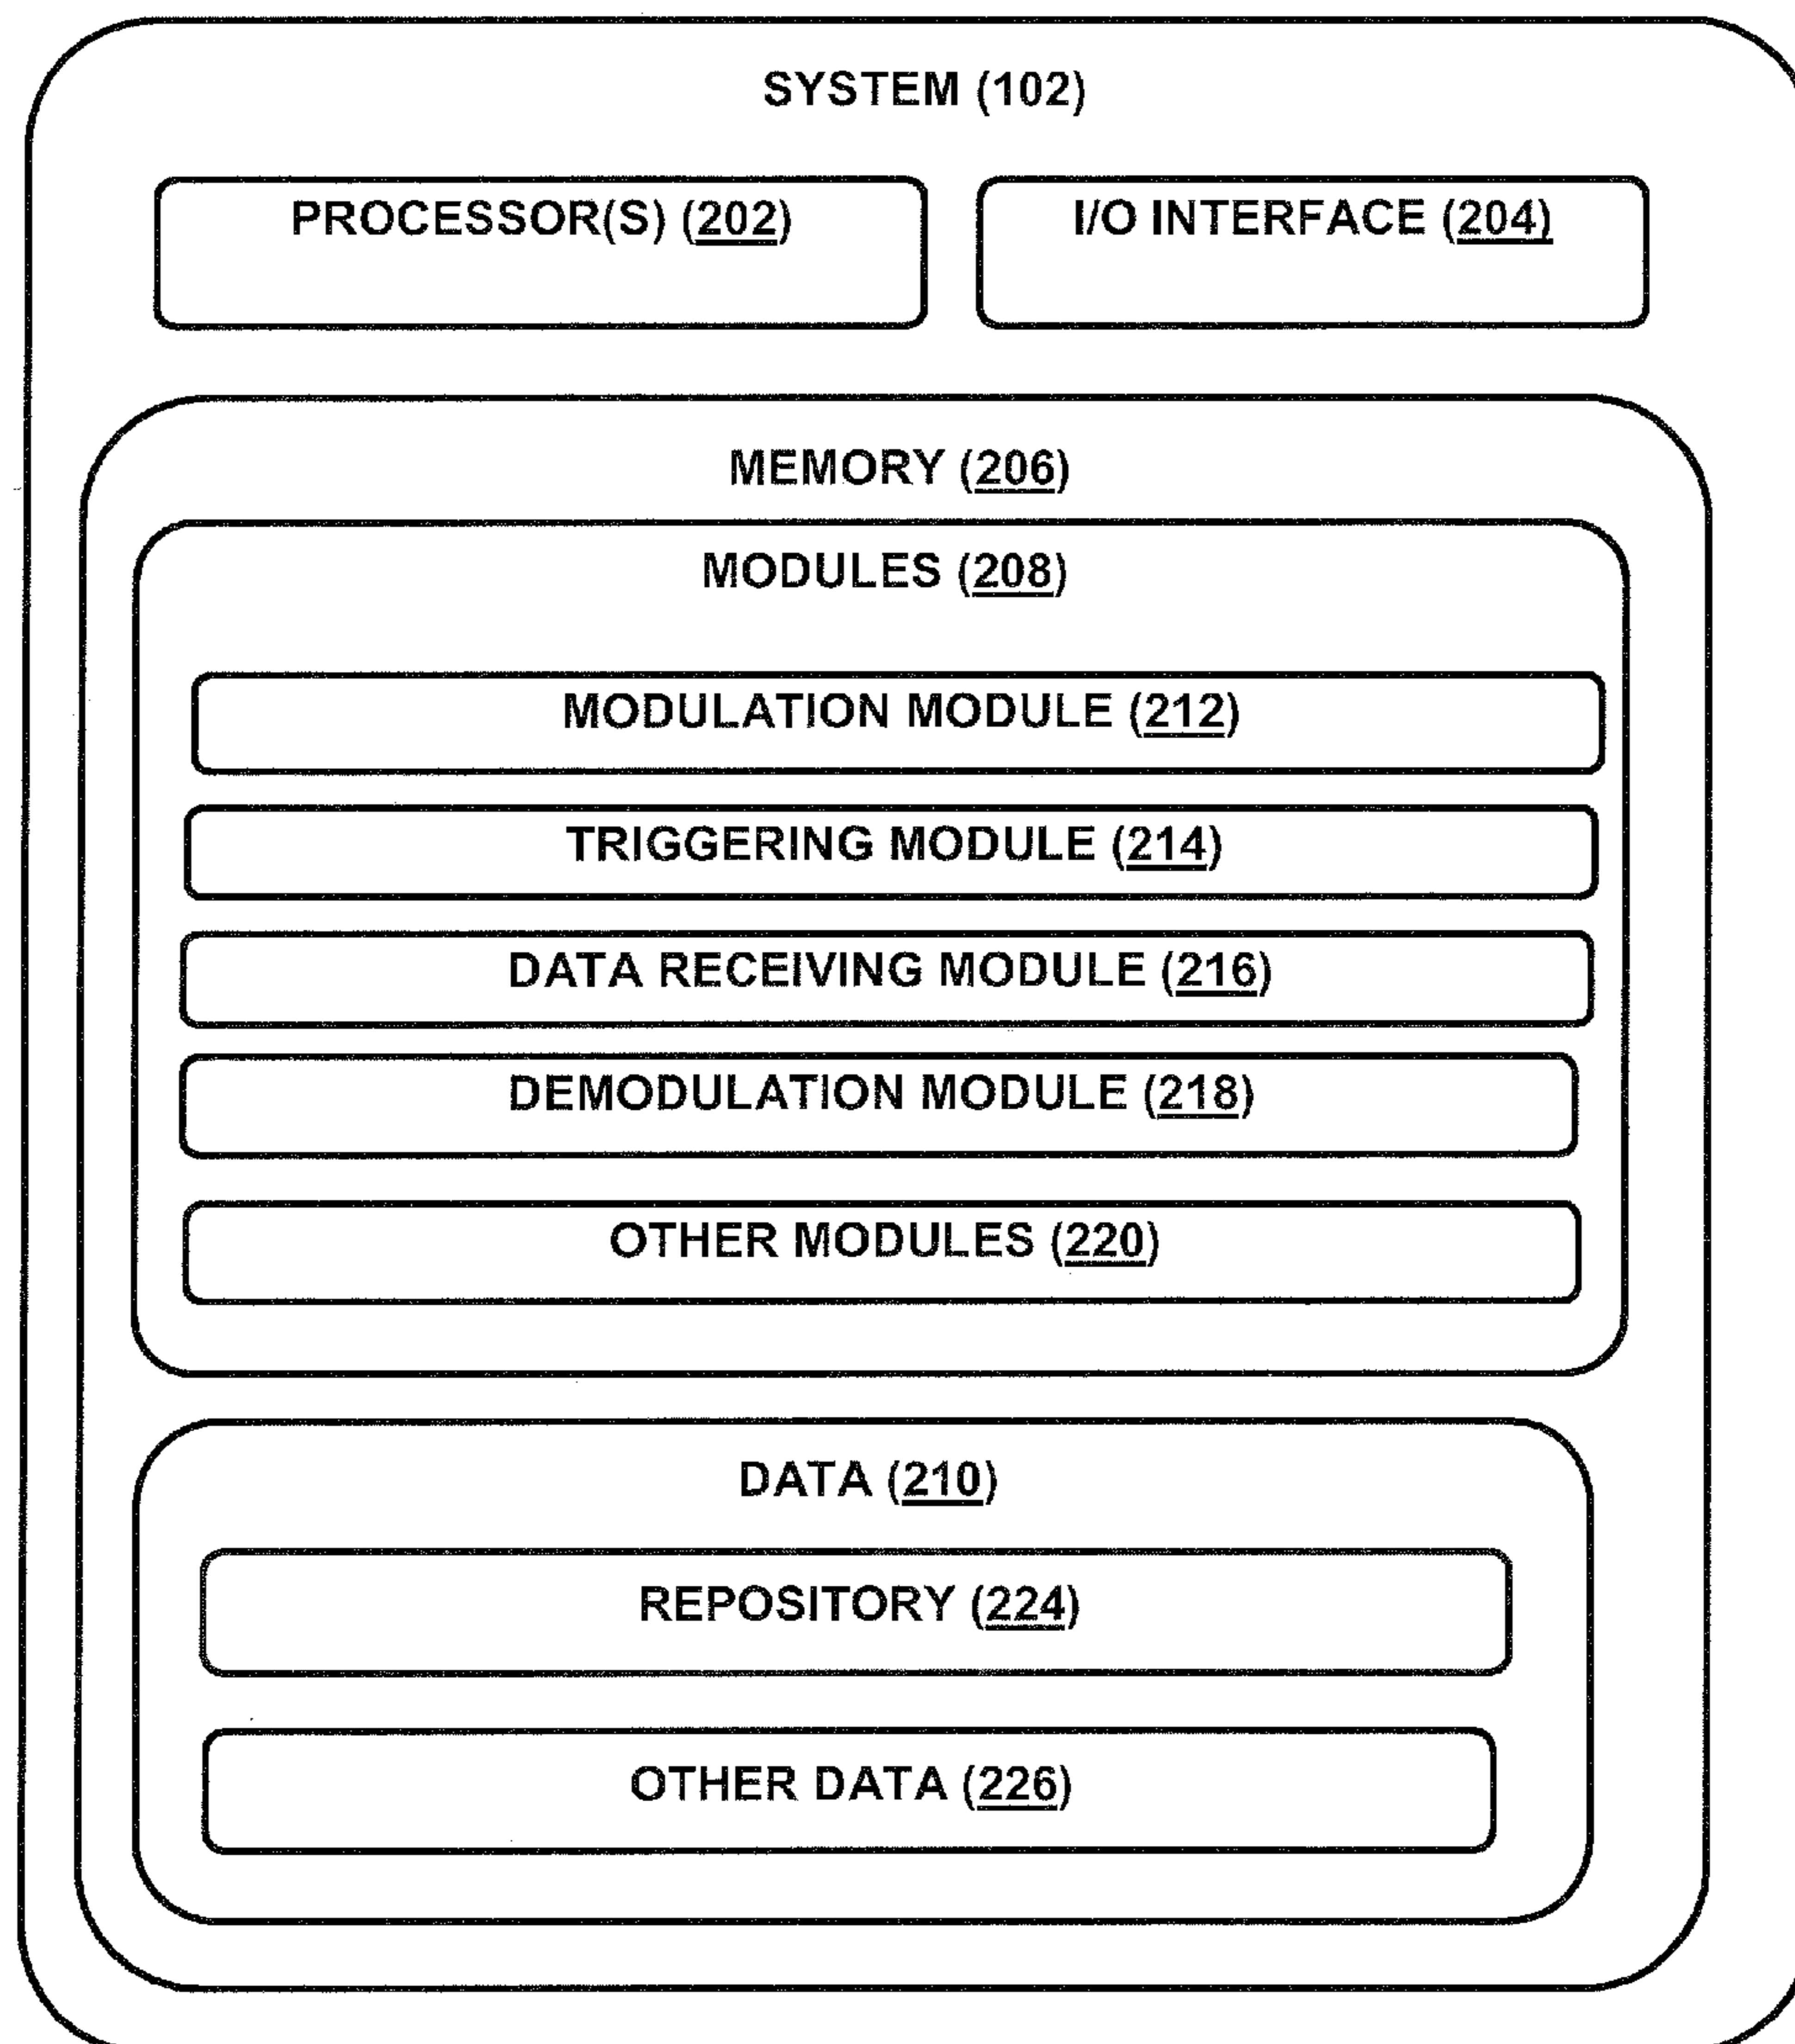 SYSTEM (102)
PROCESSOR(S) (202)
I/O INTERFACE (204)
MEMORY (206)
MODULES (208)
MODULATION MODULE (212)
TRIGGERING MODULE (214)
DATA RECEIVING MODULE (216)
DEMODULATION MODULE (218)
OTHER MODULES (220)
DATA (210)
REPOSITORY (224)
OTHER DATA (226)